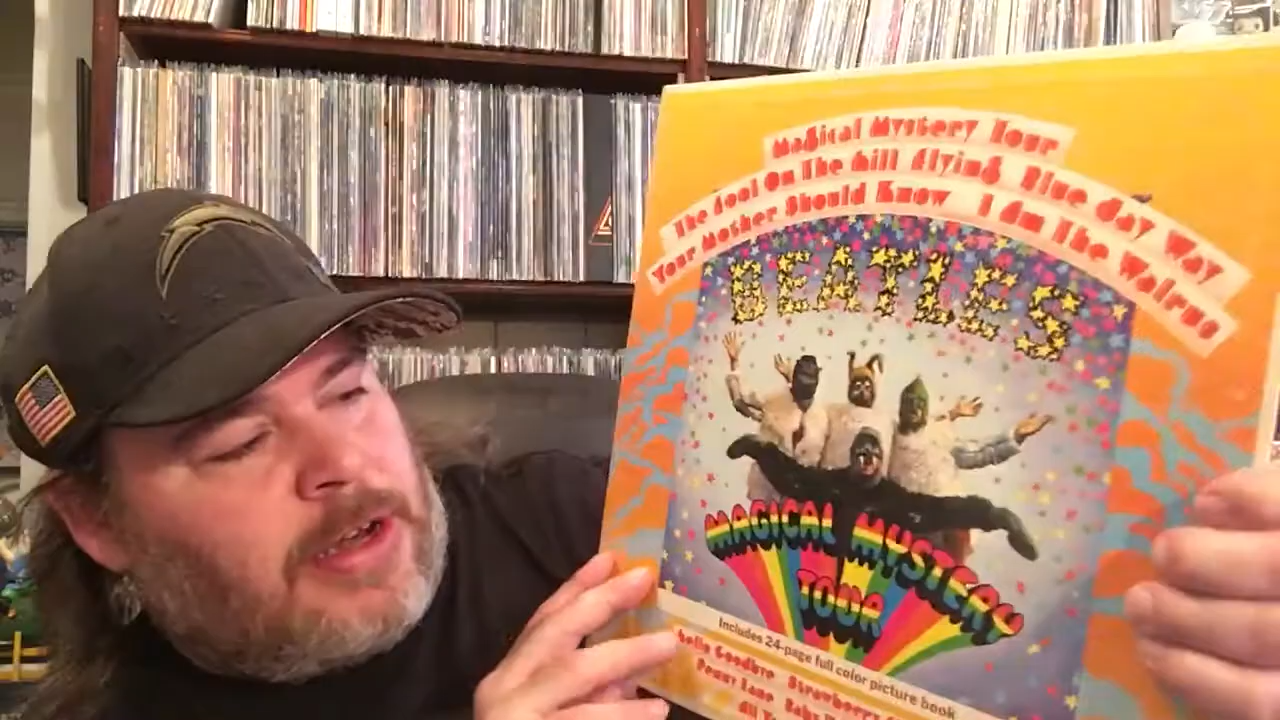 Magical Mystery Tour
The Fool On The Hill Flying Blue Jay Way
Your Mother Should Know I Am The Walrus
BEATLES
MAGICAL MYSTERY
TOUR
Includes 24-page full color picture book
Hello Goodbye Strawberry
Penny Lane Baby
All